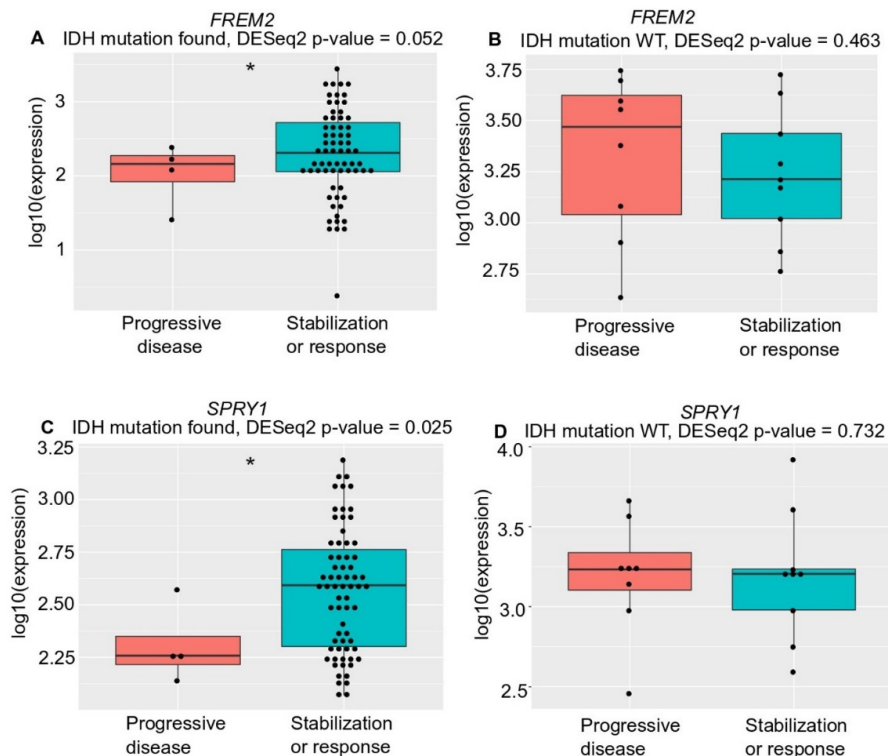 FREM2
A IDH mutation found, DESeq2 p-value = 0.052
*
3
2
1
log10(expression)
Progressive disease
Stabilization or response
FREM2
B IDH mutation WT, DESeq2 p-value = 0.463
3.75
3.50
3.25
3.00
2.75
log10(expression)
Progressive disease
Stabilization or response
SPRY1
C IDH mutation found, DESeq2 p-value = 0.025
*
3.25
3.00
2.75
2.50
2.25
log10(expression)
Progressive disease
Stabilization or response
SPRY1
D IDH mutation WT, DESeq2 p-value = 0.732
4.0
3.5
3.0
2.5
log10(expression)
Progressive disease
Stabilization or response